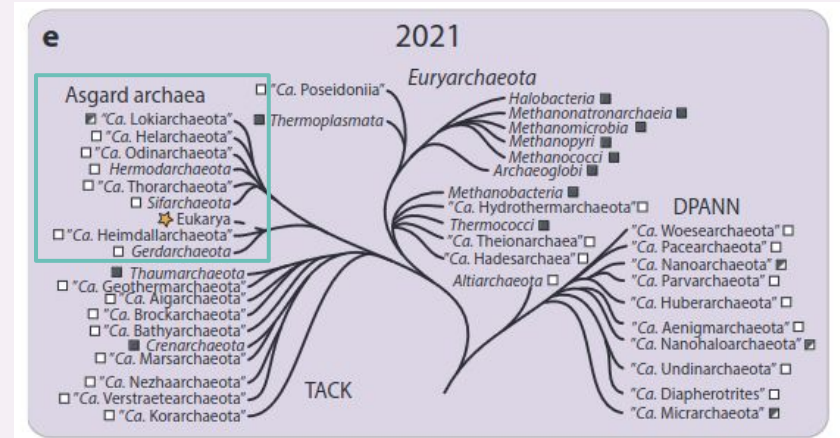 e
2021
Asgard archaea
"Ca. Lokiarchaeota"
"Ca. Helarchaeota"
"Ca. Odinarchaeota"
Hermodarchaeota
"Ca. Thorarchaeota"
Sifarchaeota
Eukarya
"Ca. Heimdallarchaeota"
Gerdarchaeota
"Ca. Poseidoniia"
Thermoplasmata
Euryarchaeota
Halobacteria
Methanonatronarchaeia
Methanomicrobia
Methanopyri
Methanococci
Archaeoglobi
Methanobacteria
"Ca. Hydrothermarchaeota"
Thermococci
"Ca. Theionarchaea"
"Ca. Hadesarchaea"
Altiarchaeota
DPANN
"Ca. Woesearchaeota"
"Ca. Pacearchaeota"
"Ca. Nanoarchaeota"
"Ca. Parvarchaeota"
"Ca. Huberarchaeota"
"Ca. Aenigmarchaeota"
"Ca. Nanohaloarchaeota"
"Ca. Undinarchaeota"
"Ca. Diapherotrites"
"Ca. Micrarchaeota"
Thaumarchaeota
"Ca. Geothermarchaeota"
"Ca. Aigarchaeota"
"Ca. Brockarchaeota"
"Ca. Bathyarchaeota"
Crenarchaeota
"Ca. Marsarchaeota"
"Ca. Nezhaarchaeota"
"Ca. Verstraetearchaeota"
"Ca. Korarchaeota"
TACK